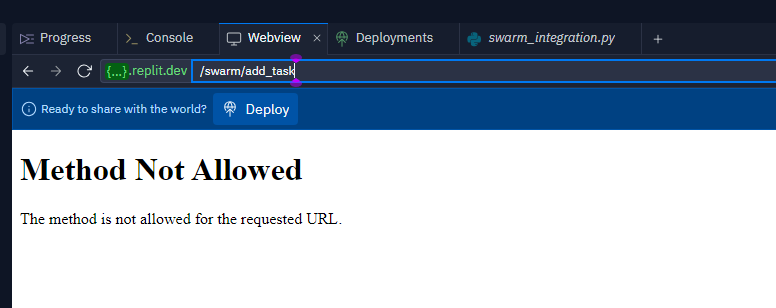 Progress Console Webview × Deployments swarm_integration.py +
{...}.replit.dev /swarm/add_task
Ready to share with the world? Deploy
Method Not Allowed
The method is not allowed for the requested URL.